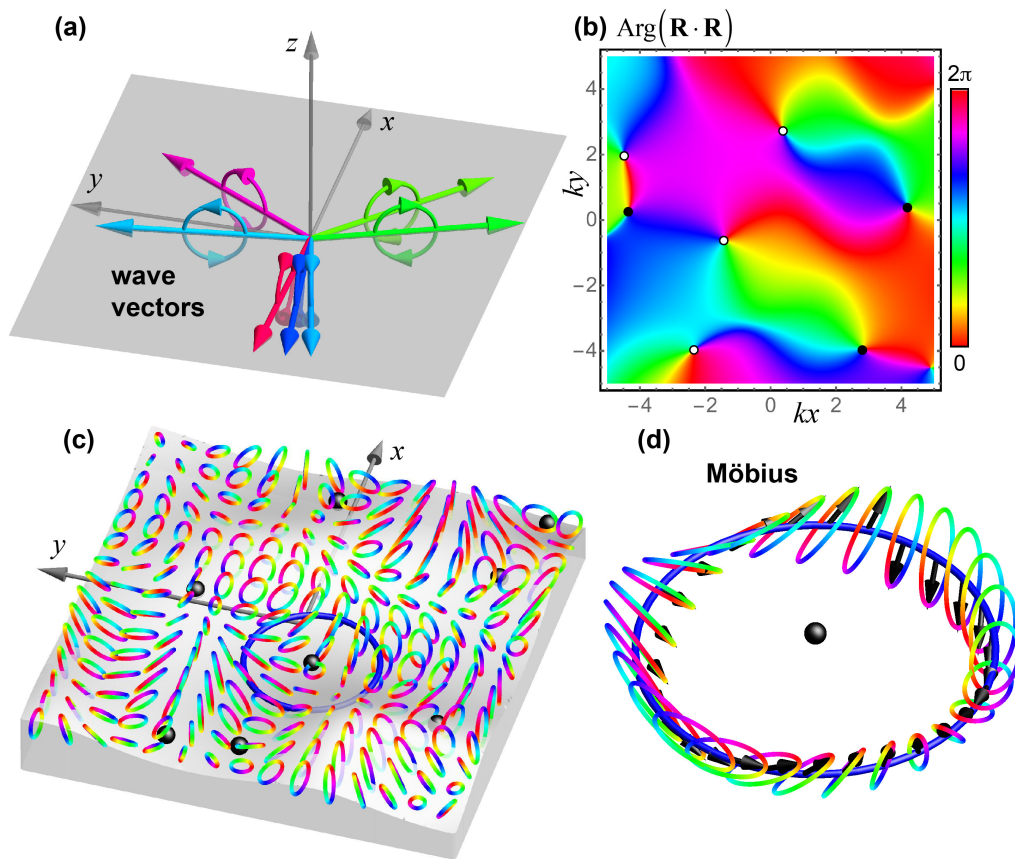 (a)
z
x
y
wave
vectors
(b) Arg(R · R)
2π
0
4
2
0
−2
−4
ky
−4 −2 0 2 4
kx
(c)
x
y
(d)
Möbius